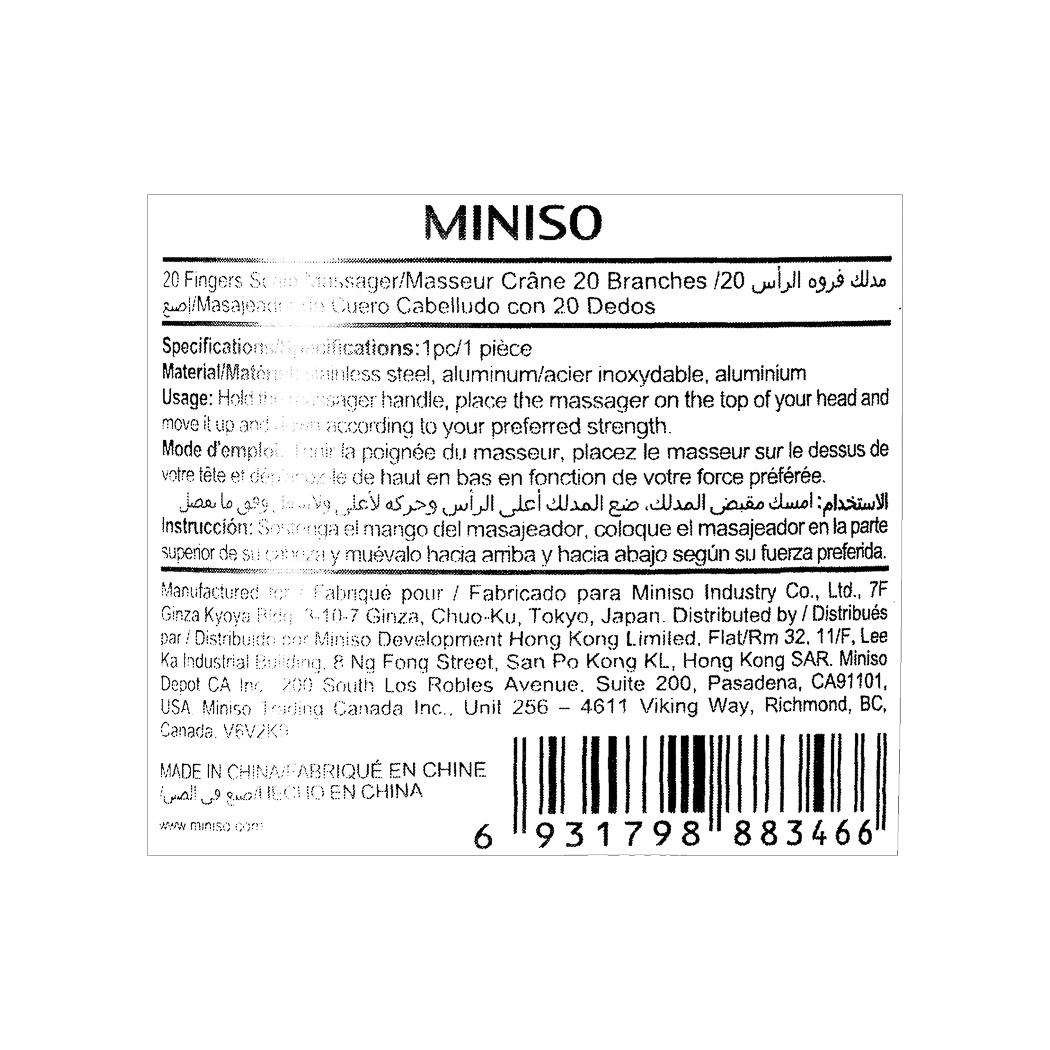 MINISO
20 Fingers Scalp Massager/Masseur Crâne 20 Branches /20 مدلك فروه الرأس
إصبع/Masajeador de Cuero Cabelludo con 20 Dedos
Specifications/Spécifications:1pc/1 pièce
Material/Matériel: stainless steel, aluminum/acier inoxydable, aluminium
Usage: Hold the massager handle, place the massager on the top of your head and
move it up and down according to your preferred strength.
Mode d'emploi: Tenir la poignée du masseur, placez le masseur sur le dessus de
votre tête et déplacez-le de haut en bas en fonction de votre force préférée.
الاستخدام: امسك مقبض المدلك، ضع المدلك أعلى الرأس وحركه لأعلى ولأسفل وفق ما تفضل
Instrucción: Sostenga el mango del masajeador, coloque el masajeador en la parte
superior de su cabeza y muévalo hacia arriba y hacia abajo según su fuerza preferida.
Manufactured for / Fabriqué pour / Fabricado para Miniso Industry Co., Ltd., 7F
Ginza Kyoya Bldg. 3-10-7 Ginza, Chuo-Ku, Tokyo, Japan. Distributed by / Distribués
par / Distribuido por Miniso Development Hong Kong Limited, Flat/Rm 32, 11/F, Lee
Ka Industrial Building, 8 Ng Fong Street, San Po Kong KL, Hong Kong SAR. Miniso
Depot CA Inc. 200 South Los Robles Avenue, Suite 200, Pasadena, CA91101,
USA. Miniso Trading Canada Inc., Unit 256 – 4611 Viking Way, Richmond, BC,
Canada. V6V2K9
MADE IN CHINA/FABRIQUÉ EN CHINE
/صنع في الصين/HECHO EN CHINA
www.miniso.com
6 931798 883466